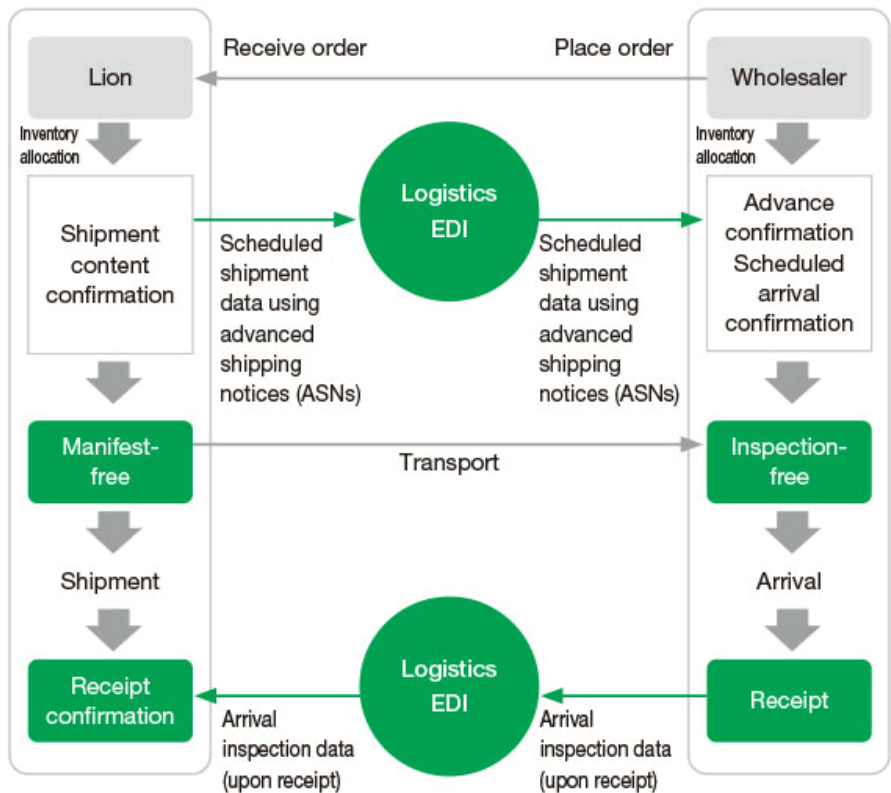 Receive order
Place order
Lion
Wholesaler
Inventory
allocation
Inventory
allocation
Logistics
EDI
Shipment
content
confirmation
Scheduled
shipment
data using
advanced
shipping
notices (ASNs)
Scheduled
shipment
data using
advanced
shipping
notices (ASNs)
Advance
confirmation
Scheduled
arrival
confirmation
Manifest-
free
Transport
Inspection-
free
Shipment
Arrival
Receipt
confirmation
Logistics
EDI
Receipt
Arrival
inspection data
(upon receipt)
Arrival
inspection data
(upon receipt)